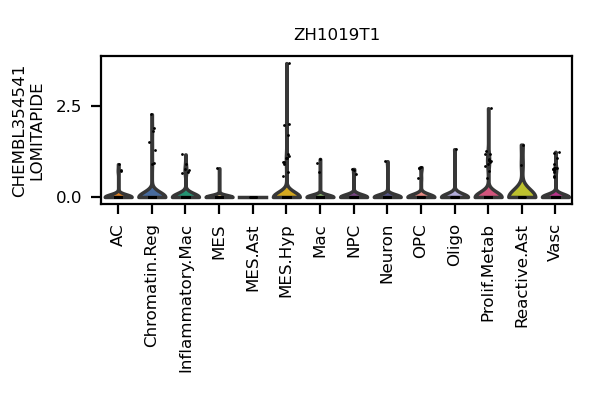 ZH1019T1
CHEMBL354541
LOMITAPIDE
2.5
0.0
AC
Chromatin.Reg
Inflammatory.Mac
MES
MES.Ast
MES.Hyp
Mac
NPC
Neuron
OPC
Oligo
Prolif.Metab
Reactive.Ast
Vasc